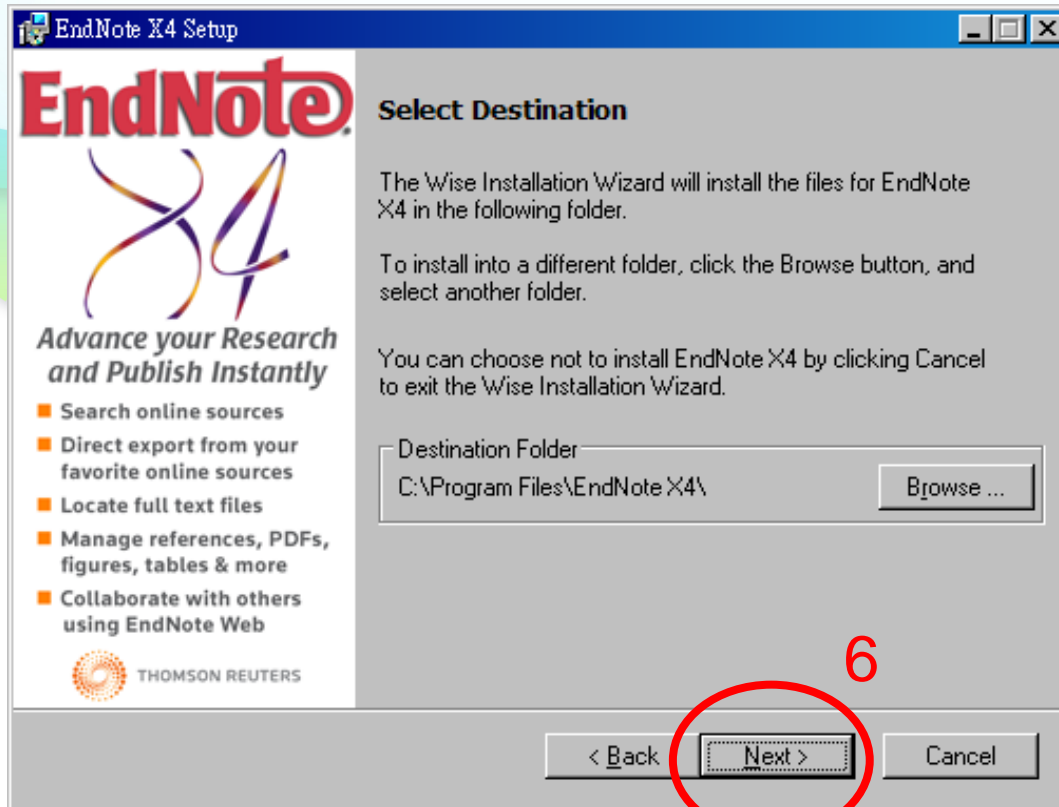 EndNote X4 Setup
EndNote
X4
Advance your Research
and Publish Instantly
Search online sources
Direct export from your
favorite online sources
Locate full text files
Manage references, PDFs,
figures, tables & more
Collaborate with others
using EndNote Web
THOMSON REUTERS
Select Destination
The Wise Installation Wizard will install the files for EndNote
X4 in the following folder.
To install into a different folder, click the Browse button, and
select another folder.
You can choose not to install EndNote X4 by clicking Cancel
to exit the Wise Installation Wizard.
Destination Folder
C:\Program Files\EndNote X4\
Browse ...
6
< Back
Next >
Cancel